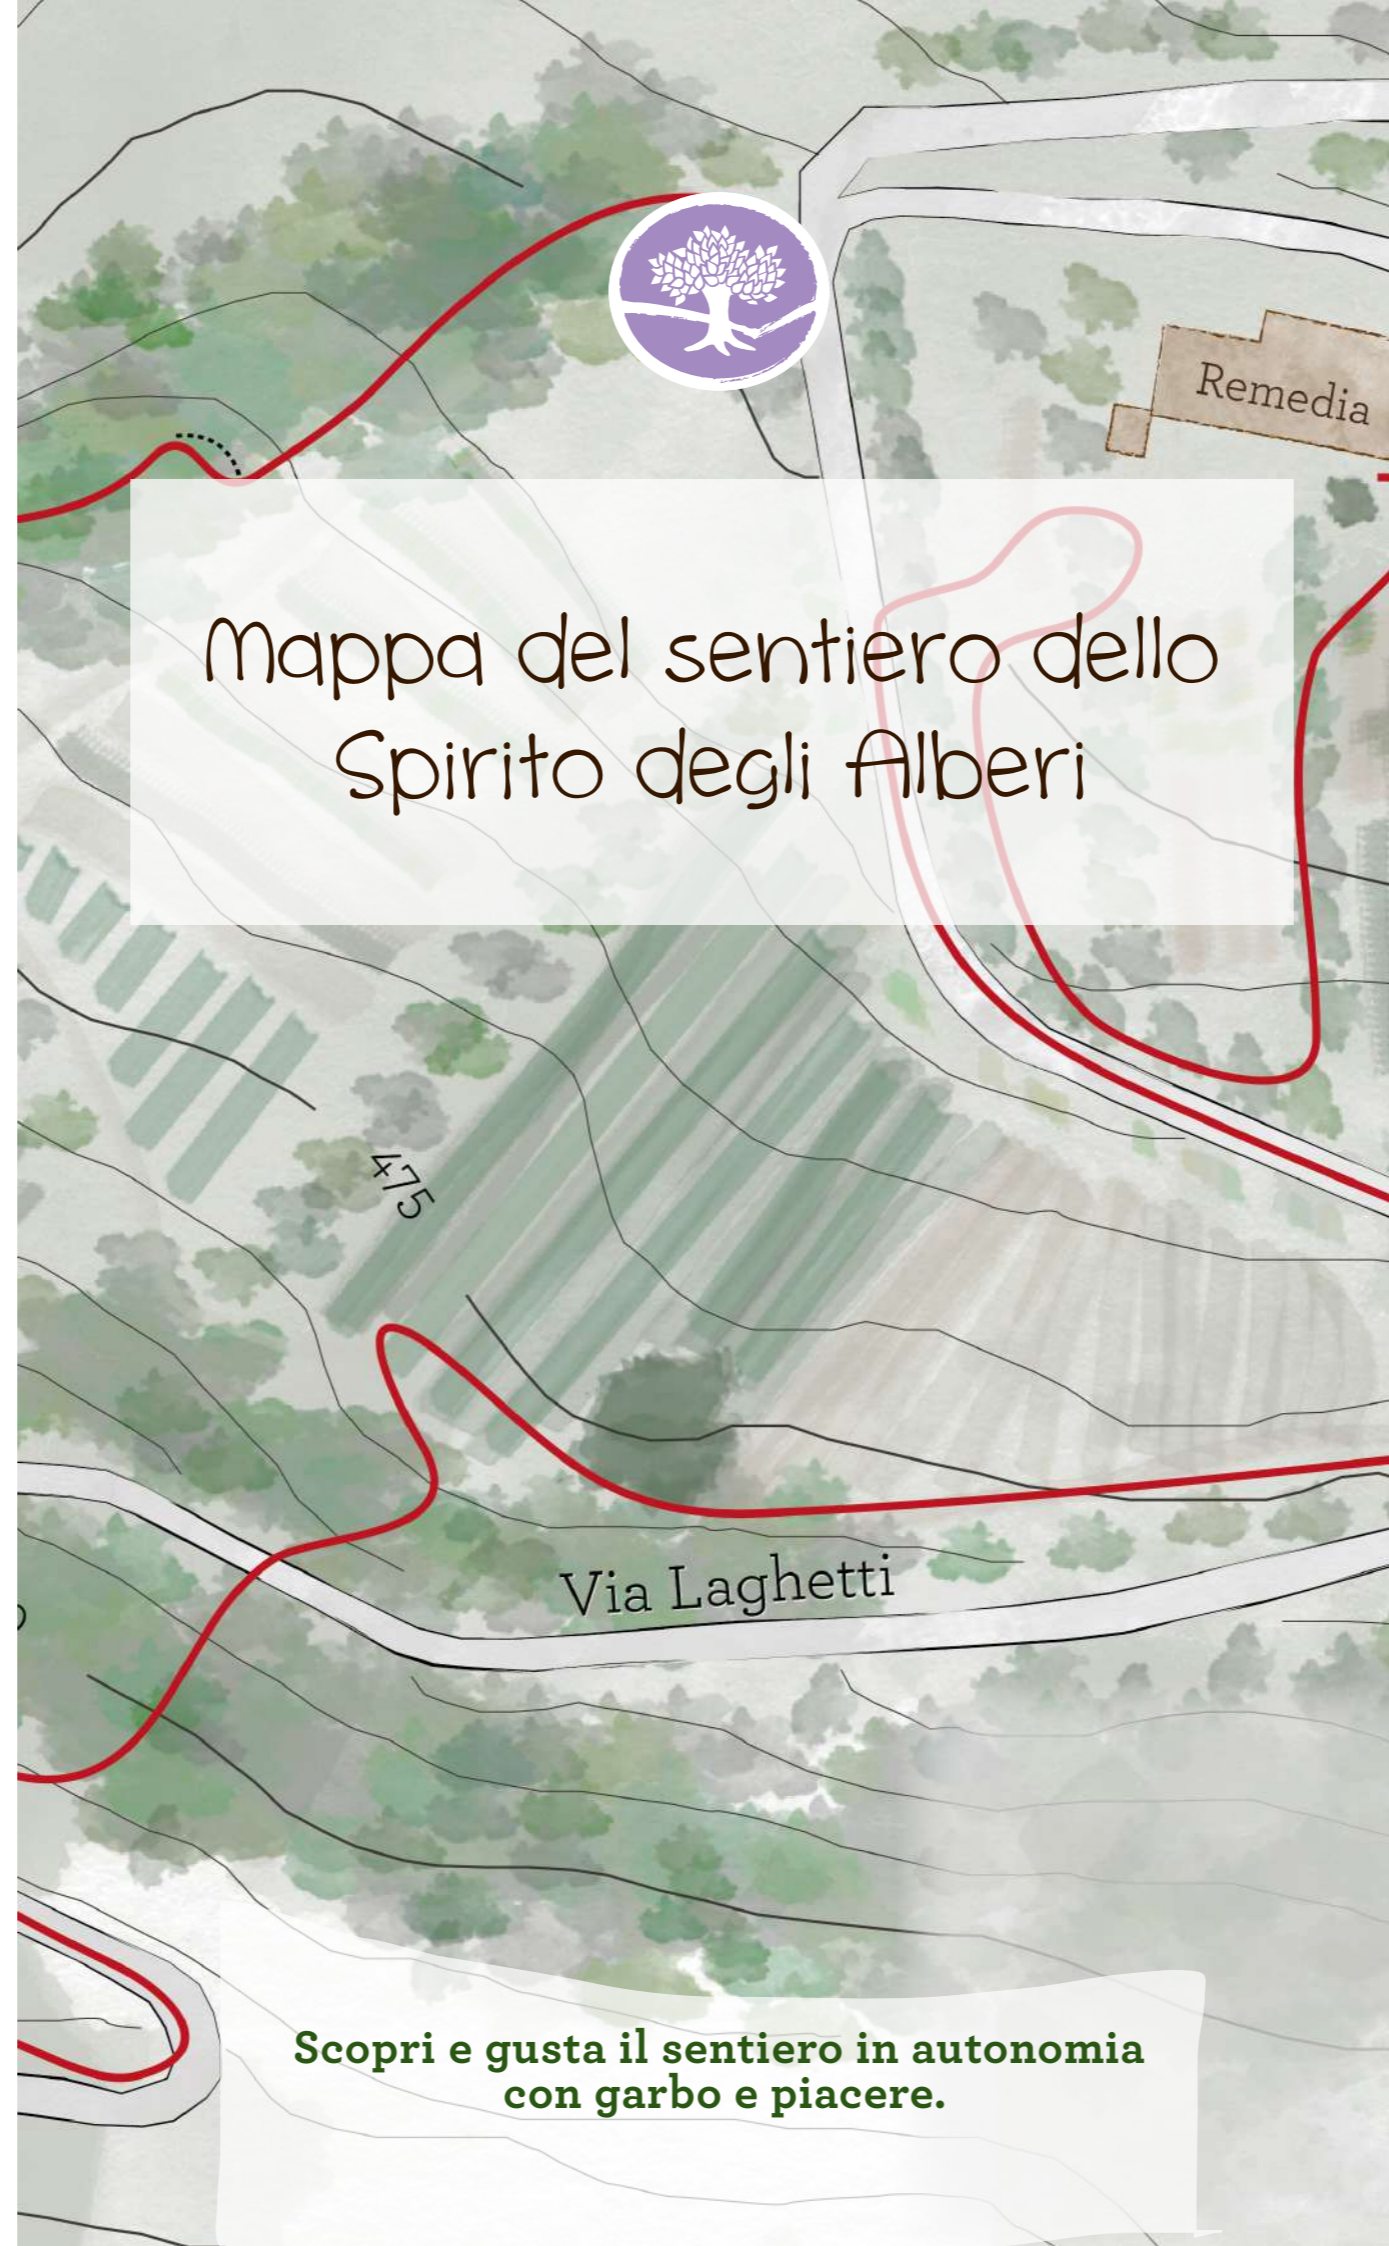 Remedia
Mappa del sentiero dello
Spirito degli Alberi
475
Via Laghetti
Scopri e gusta il sentiero in autonomia
con garbo e piacere.